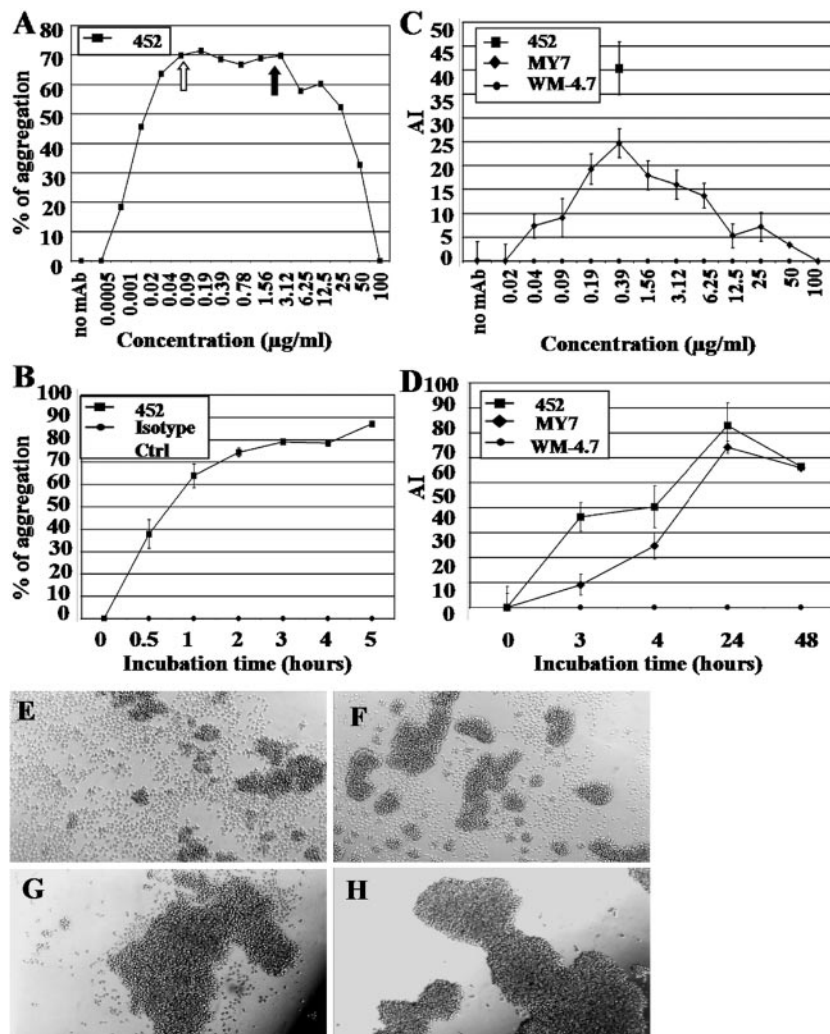 A
452
% of aggregation
80
70
60
50
40
30
20
10
0
no mAb
0.0005
0.001
0.02
0.04
0.09
0.19
0.39
0.78
1.56
3.12
6.25
12.5
25
50
100
Concentration (µg/ml)
C
452
MY7
WM-4.7
AI
50
45
40
35
30
25
20
15
10
5
0
no mAb
0.02
0.04
0.09
0.19
0.39
1.56
3.12
6.25
12.5
25
50
100
Concentration (µg/ml)
B
452
Isotype
Ctrl
% of aggregation
100
90
80
70
60
50
40
30
20
10
0
0 0.5 1 2 3 4 5
Incubation time (hours)
D
452
MY7
WM-4.7
AI
100
90
80
70
60
50
40
30
20
10
0
0 3 4 24 48
Incubation time (hours)
E
F
G
H